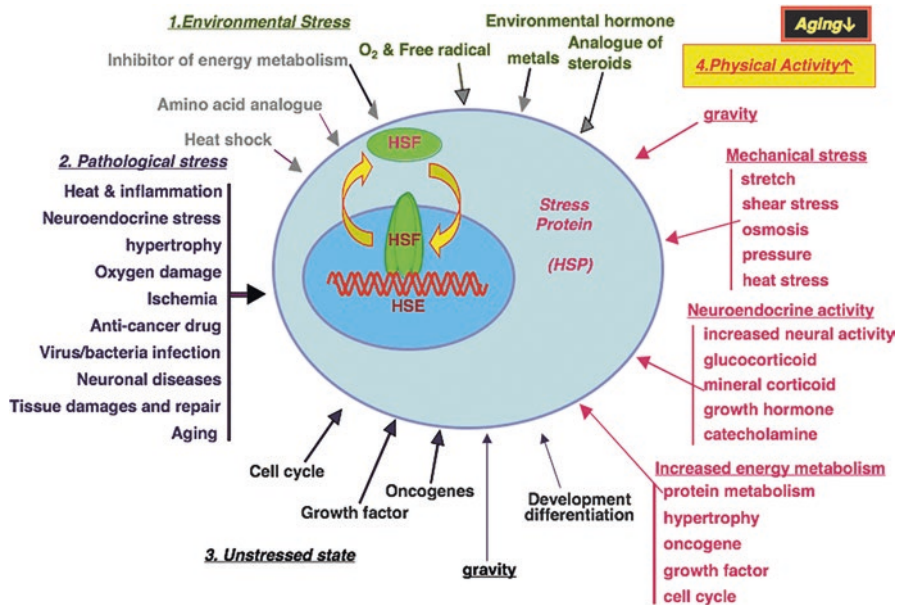 1.Environmental Stress
Inhibitor of energy metabolism
O2 & Free radical
Environmental hormone
metals
Analogue of
steroids
Amino acid analogue
Heat shock
Aging↓
4.Physical Activity↑
2. Pathological stress
Heat & inflammation
Neuroendocrine stress
hypertrophy
Oxygen damage
Ischemia
Anti-cancer drug
Virus/bacteria infection
Neuronal diseases
Tissue damages and repair
Aging
HSF
HSF
HSE
Stress
Protein
(HSP)
gravity
Mechanical stress
stretch
shear stress
osmosis
pressure
heat stress
Neuroendocrine activity
increased neural activity
glucocorticoid
mineral corticoid
growth hormone
catecholamine
Increased energy metabolism
protein metabolism
hypertrophy
oncogene
growth factor
cell cycle
Cell cycle
Growth factor
Oncogenes
Development
differentiation
3. Unstressed state
gravity